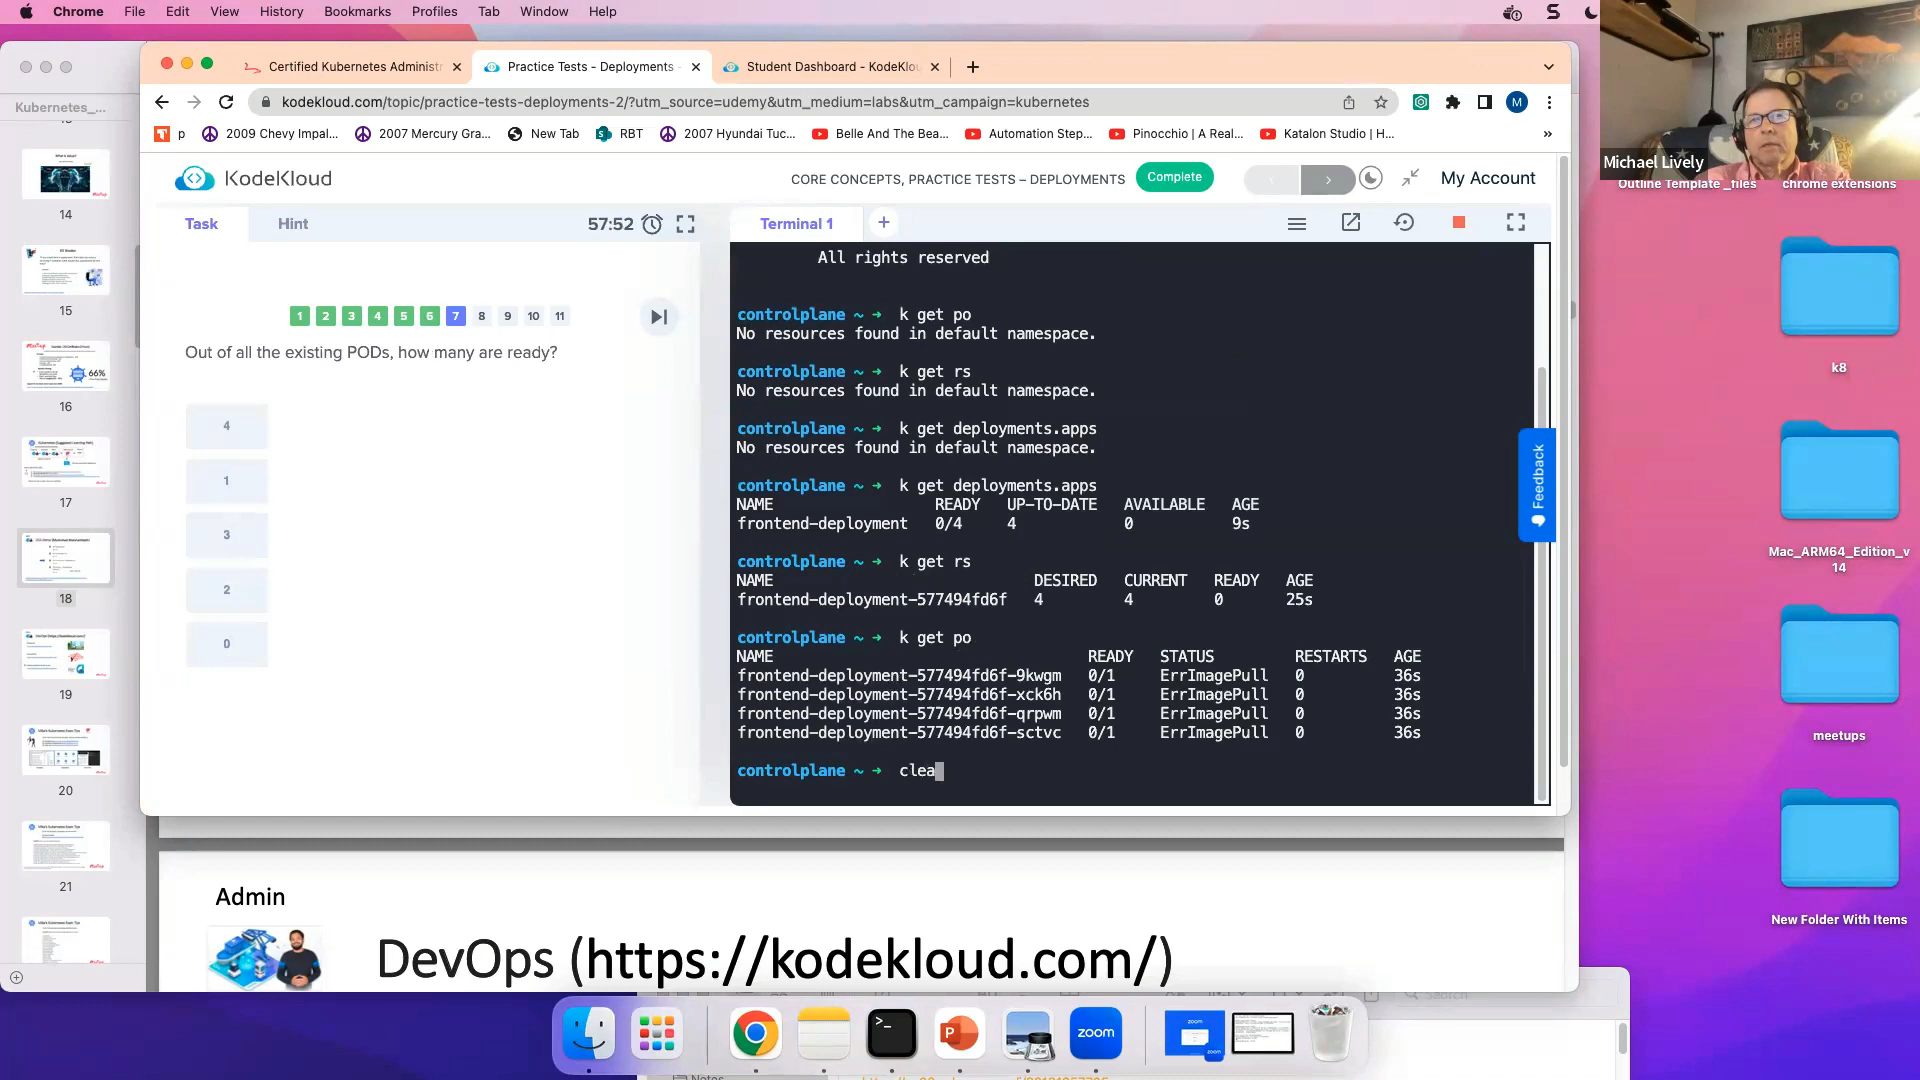 Chrome File Edit View History Bookmarks Profiles Tab Window Help
Kubernetes_...
14
15
16
66%
17
18
19
20
21
Certified Kubernetes Administr
Practice Tests - Deployments -
Student Dashboard - KodeKlou
kodekloud.com/topic/practice-tests-deployments-2/?utm_source=udemy&utm_medium=labs&utm_campaign=kubernetes
M
p
2009 Chevy Impal...
2007 Mercury Gra...
New Tab
RBT
2007 Hyundai Tuc...
Belle And The Bea...
Automation Step...
Pinocchio | A Real...
Katalon Studio | H...
»
KodeKloud
CORE CONCEPTS, PRACTICE TESTS – DEPLOYMENTS
Complete
My Account
Task
Hint
57:52
1 2 3 4 5 6 7 8 9 10 11
Out of all the existing PODs, how many are ready?
4
1
3
2
0
Terminal 1
All rights reserved
controlplane ~ ➜ k get po
No resources found in default namespace.
controlplane ~ ➜ k get rs
No resources found in default namespace.
controlplane ~ ➜ k get deployments.apps
No resources found in default namespace.
controlplane ~ ➜ k get deployments.apps
NAME READY UP-TO-DATE AVAILABLE AGE
frontend-deployment 0/4 4 0 9s
controlplane ~ ➜ k get rs
NAME DESIRED CURRENT READY AGE
frontend-deployment-577494fd6f 4 4 0 25s
controlplane ~ ➜ k get po
NAME READY STATUS RESTARTS AGE
frontend-deployment-577494fd6f-9kwgm 0/1 ErrImagePull 0 36s
frontend-deployment-577494fd6f-xck6h 0/1 ErrImagePull 0 36s
frontend-deployment-577494fd6f-qrpwm 0/1 ErrImagePull 0 36s
frontend-deployment-577494fd6f-sctvc 0/1 ErrImagePull 0 36s
controlplane ~ ➜ clea
Feedback
Admin
DevOps (https://kodekloud.com/)
Michael Lively
Outline Template _files
chrome extensions
k8
Mac_ARM64_Edition_v
14
meetups
New Folder With Items
Search
zoom
zoom
Notes